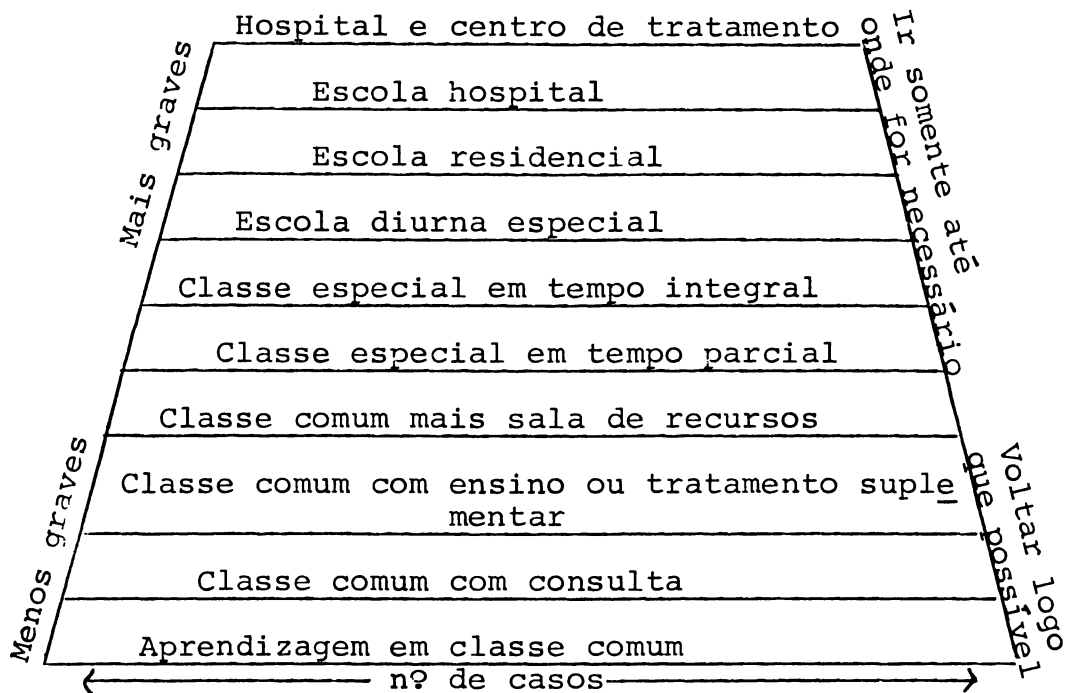 Hospital e centro de tratamento
Escola hospital
Escola residencial
Escola diurna especial
Classe especial em tempo integral
Classe especial em tempo parcial
Classe comum mais sala de recursos
Classe comum com ensino ou tratamento suple
mentar
Classe comum com consulta
Aprendizagem em classe comum
nº de casos
Mais graves
Menos graves
Ir somente até
onde for necessário
Voltar logo
que possível